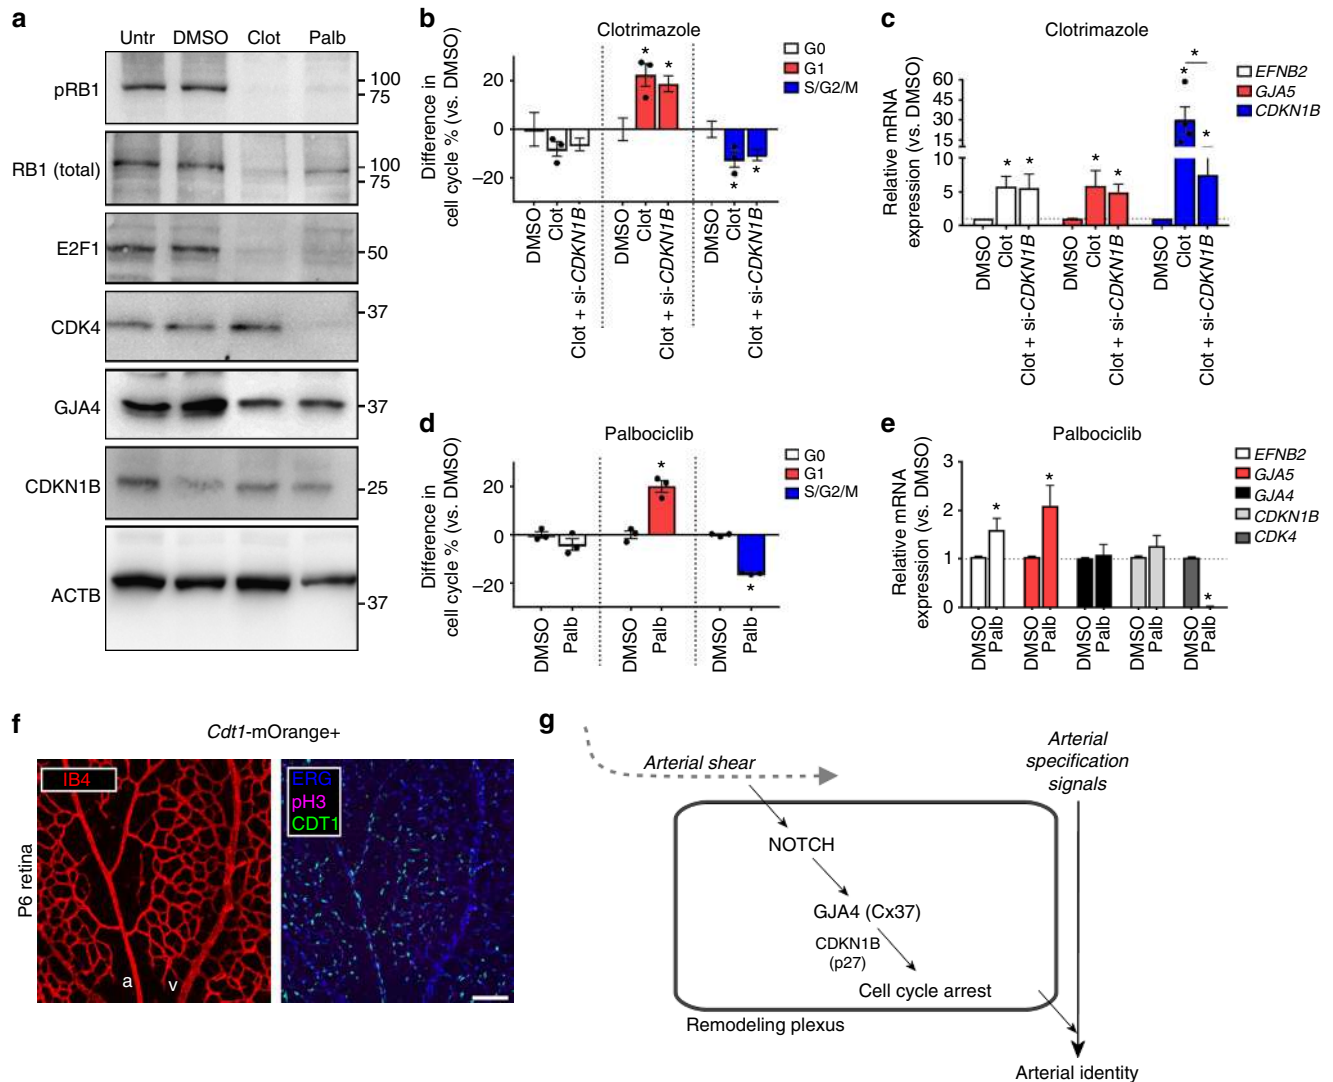 a
Untr DMSO Clot Palb
pRB1
100
75
RB1 (total)
100
75
E2F1
50
CDK4
37
GJA4
37
CDKN1B
25
ACTB
37
b
Clotrimazole
Difference in
cell cycle % (vs. DMSO)
20
0
−20
* * * *
G0
G1
S/G2/M
DMSO Clot Clot + si-CDKN1B DMSO Clot Clot + si-CDKN1B DMSO Clot Clot + si-CDKN1B
c
Clotrimazole
Relative mRNA
expression (vs. DMSO)
60
45
30
15
10
5
0
* * * * * * *
EFNB2
GJA5
CDKN1B
DMSO Clot Clot + si-CDKN1B DMSO Clot Clot + si-CDKN1B DMSO Clot Clot + si-CDKN1B
d
Palbociclib
Difference in
cell cycle % (vs. DMSO)
20
0
−20
* *
G0
G1
S/G2/M
DMSO Palb DMSO Palb DMSO Palb
e
Palbociclib
Relative mRNA
expression (vs. DMSO)
3
2
1
0
* * *
EFNB2
GJA5
GJA4
CDKN1B
CDK4
DMSO Palb DMSO Palb DMSO Palb DMSO Palb DMSO Palb
f
Cdt1-mOrange+
P6 retina
IB4
a v
ERG
pH3
CDT1
g
Arterial shear
Arterial
specification
signals
NOTCH
GJA4 (Cx37)
CDKN1B
(p27)
Cell cycle arrest
Remodeling plexus
Arterial identity